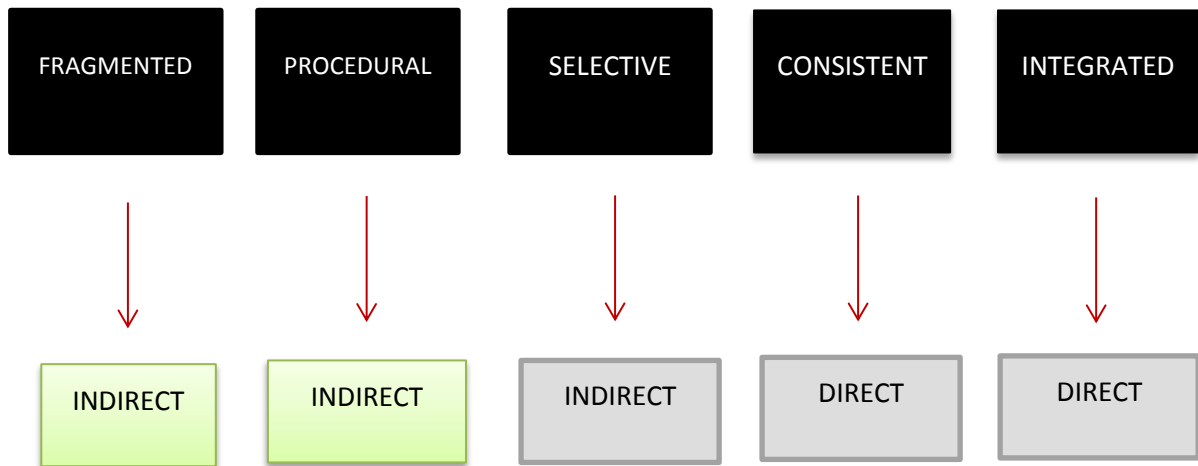 FRAGMENTED
PROCEDURAL
SELECTIVE
CONSISTENT
INTEGRATED
INDIRECT
INDIRECT
INDIRECT
DIRECT
DIRECT